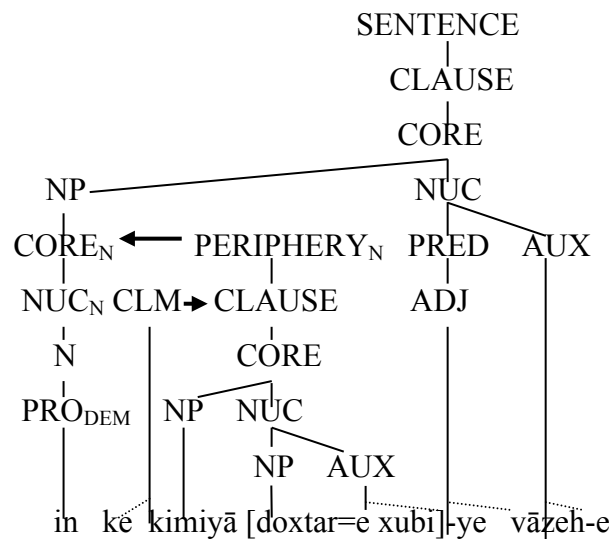 SENTENCE
CLAUSE
CORE
NP NUC
CORE_N PERIPHERY_N PRED AUX
NUC_N CLM CLAUSE ADJ
N CORE
PRO_DEM NP NUC
NP AUX
in ke kimiyā [doxtar=e xubi]-ye vāzeh-e